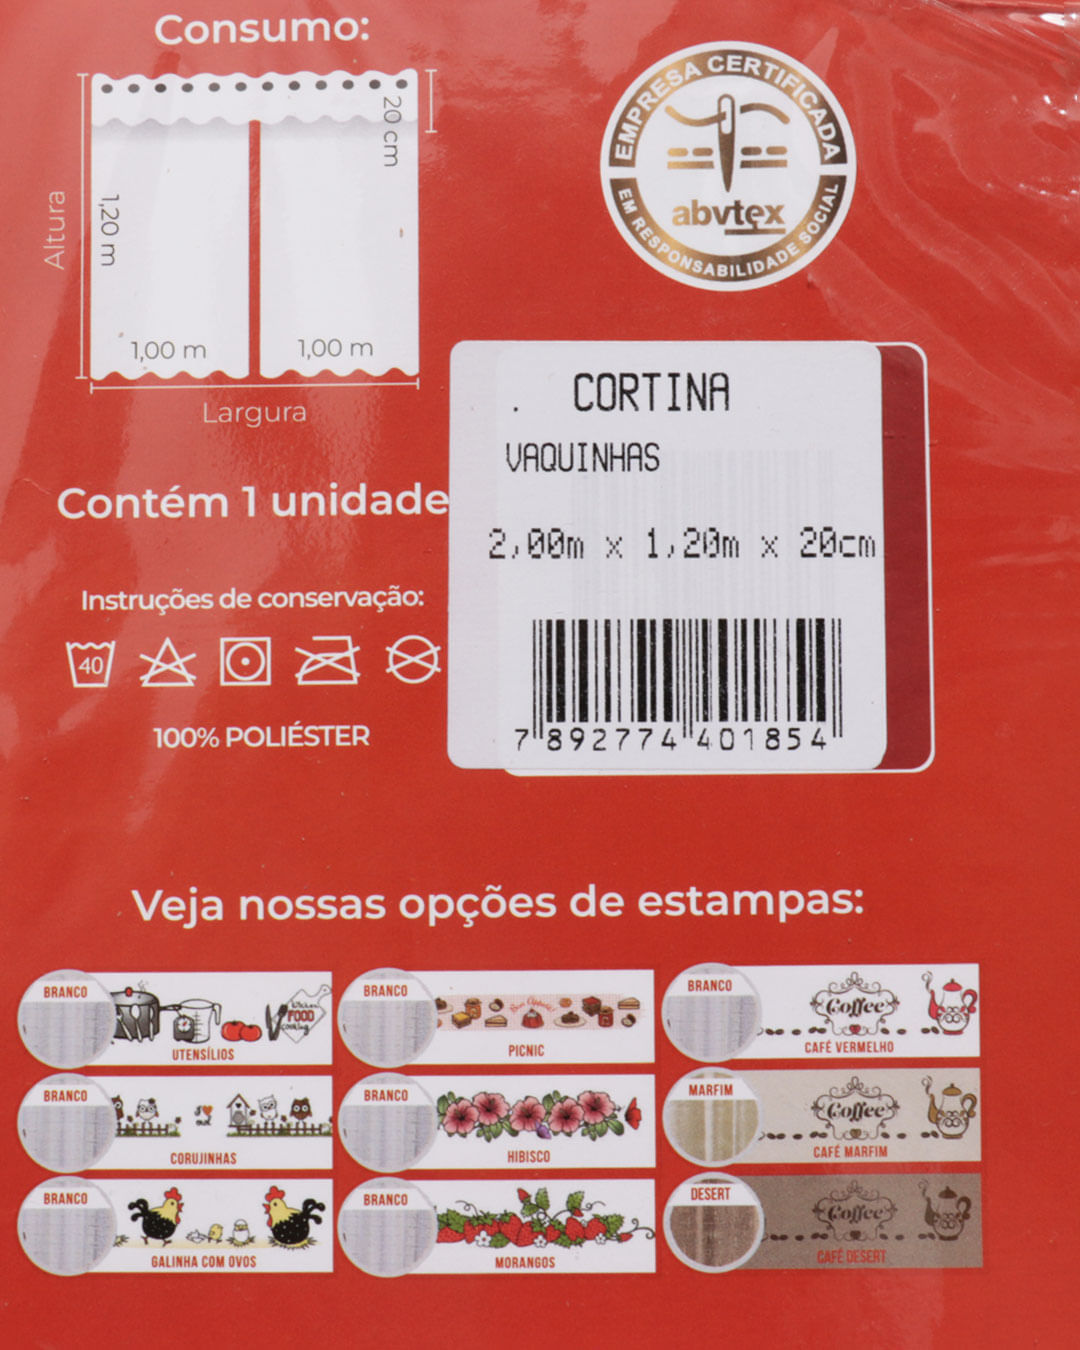 Consumo:
20 cm
Altura
1,20 m
1,00 m
1,00 m
Largura
EMPRESA CERTIFICADA
abvtex
EM RESPONSABILIDADE SOCIAL
CORTINA
VAQUINHAS
2,00m x 1,20m x 20cm
7 892774 401854
Contém 1 unidade
Instruções de conservação:
40
100% POLIÉSTER
Veja nossas opções de estampas:
BRANCO
FOOD
UTENSÍLIOS
BRANCO
Bon Appetit!
PICNIC
BRANCO
Coffee
CAFÉ VERMELHO
BRANCO
CORUJINHAS
BRANCO
HIBISCO
MARFIM
Coffee
CAFÉ MARFIM
BRANCO
GALINHA COM OVOS
BRANCO
MORANGOS
DESERT
Coffee
CAFÉ DESERT